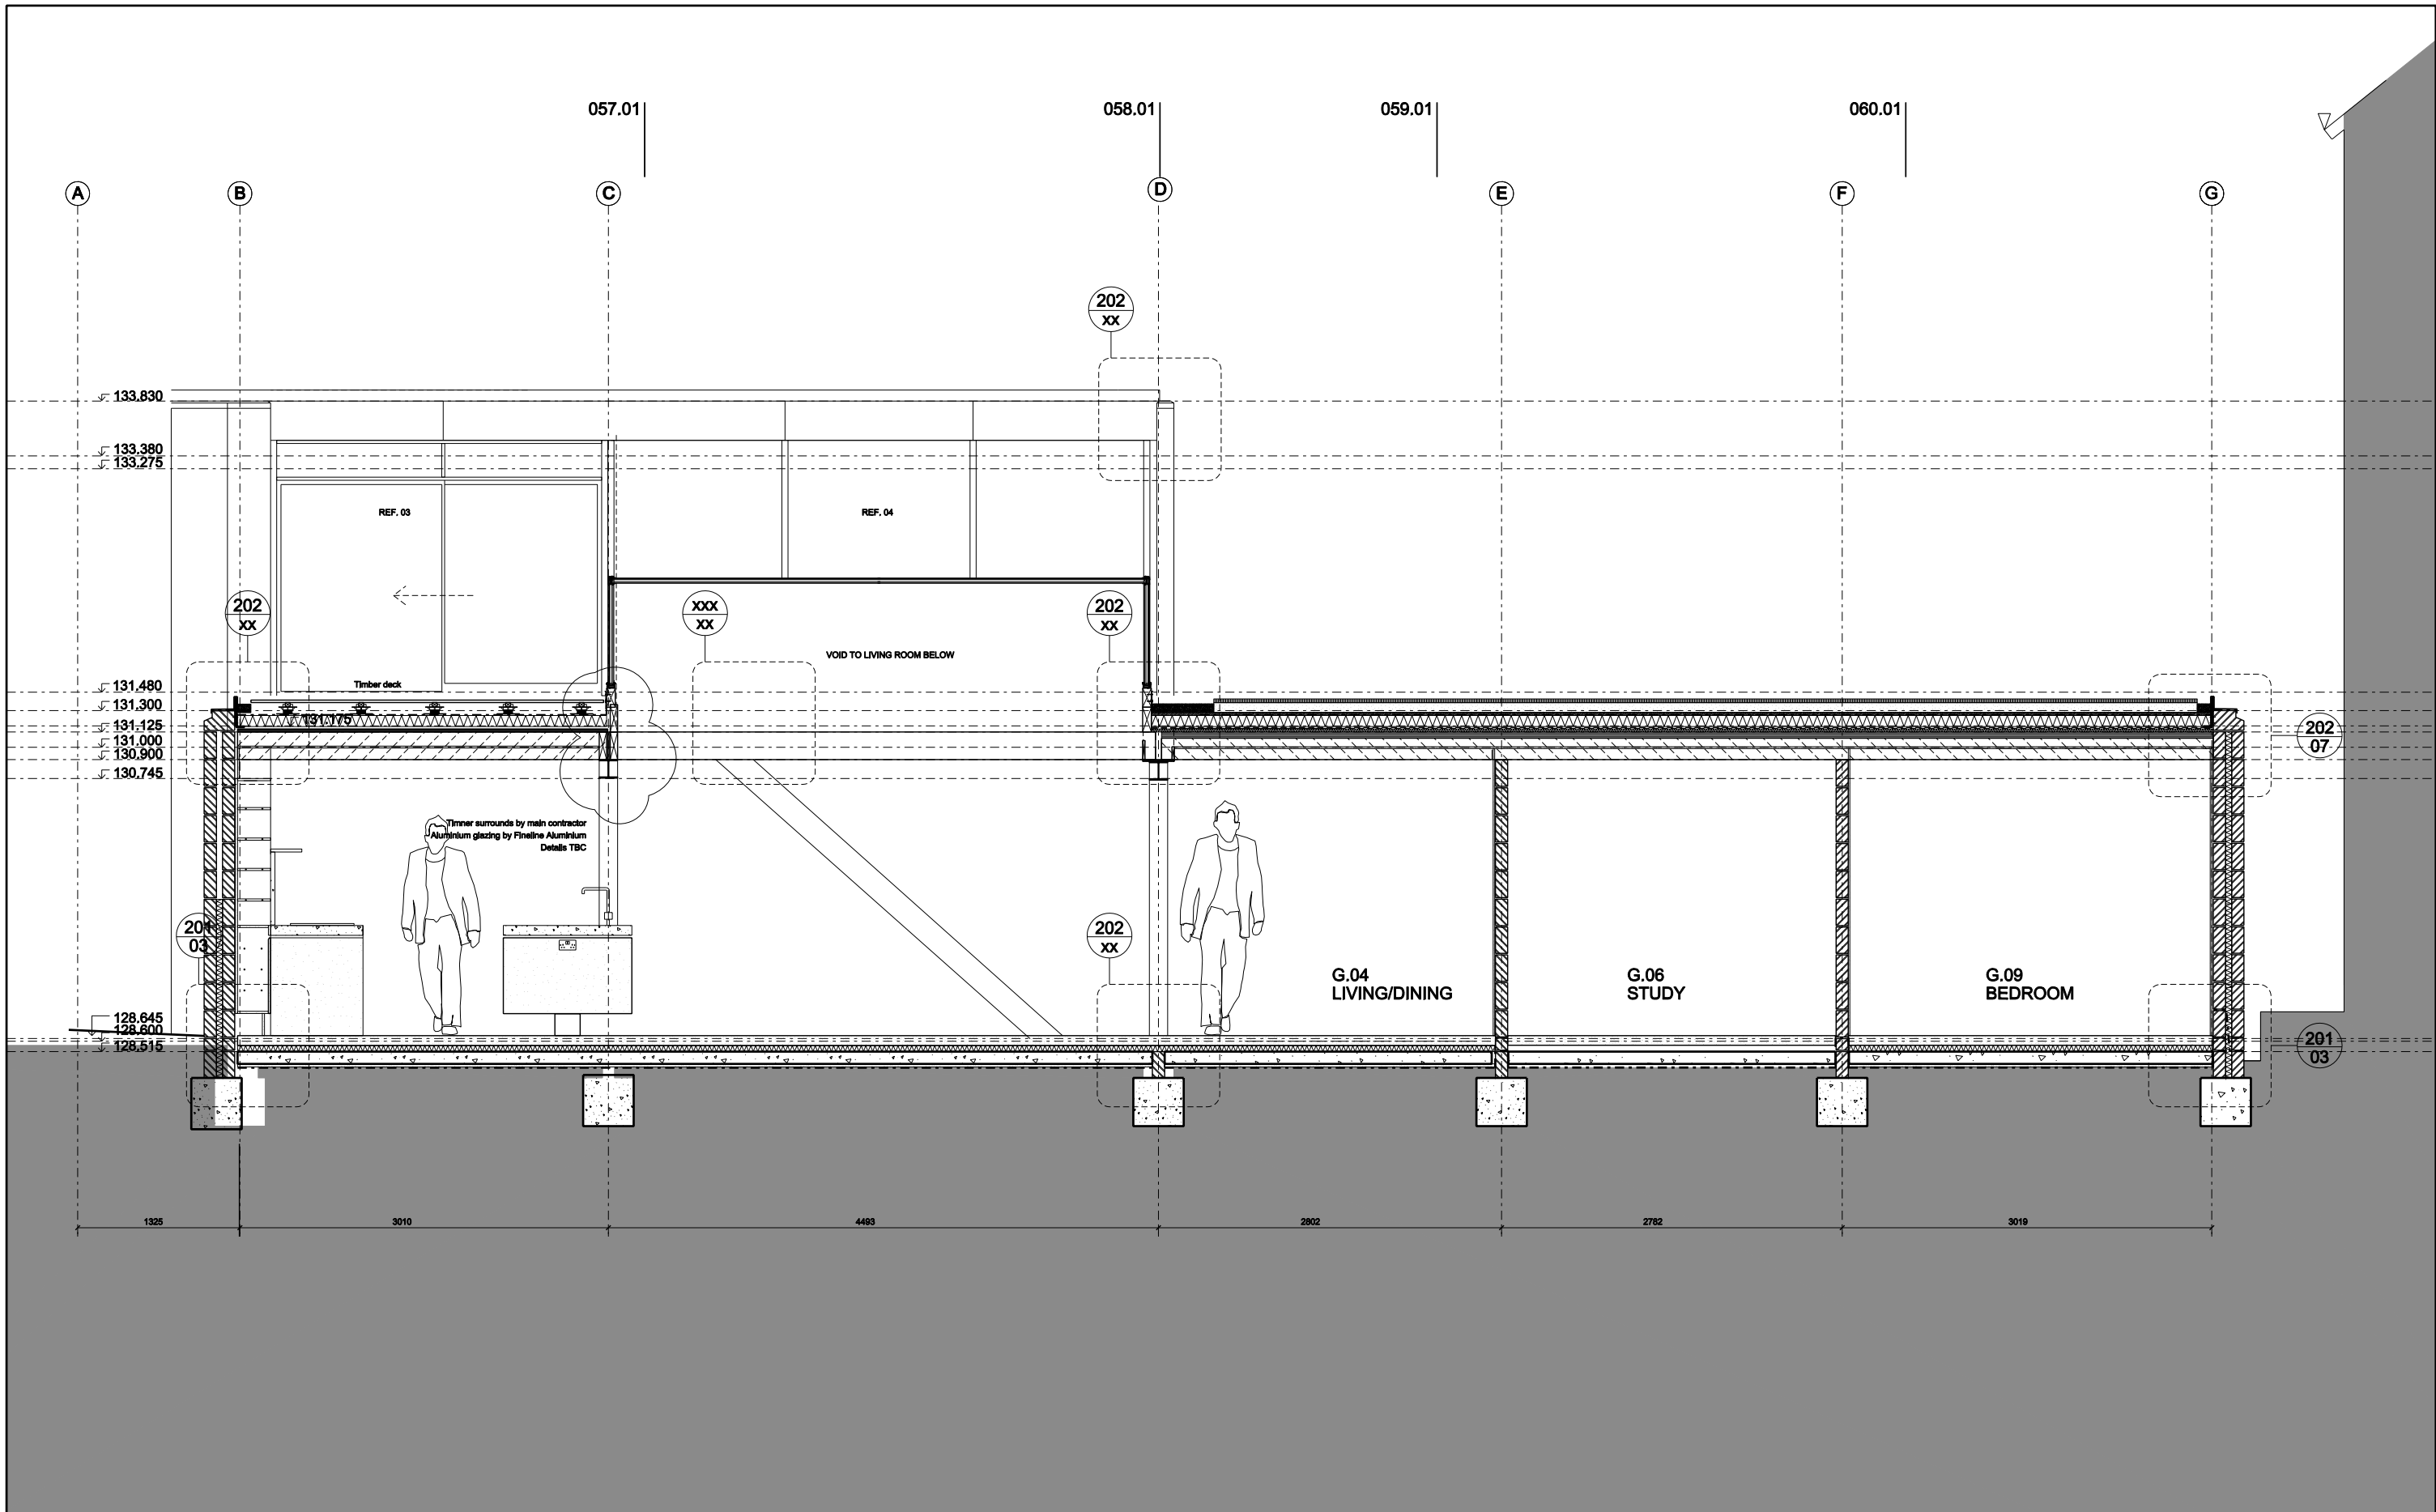 057.01
058.01
059.01
060.01
A
B
C
D
E
F
G
202
xx
133.830
133.380
133.275
REF. 03
REF. 04
202
xx
xxx
xx
202
xx
VOID TO LIVING ROOM BELOW
Timber deck
131.480
131.300
131.175
131.125
131.000
130.900
130.745
202
07
Timner surrounds by main contractor
Aluminium glazing by Fineline Aluminium
Details TBC
201
03
202
xx
G.04
LIVING/DINING
G.06
STUDY
G.09
BEDROOM
128.645
128.600
128.515
201
03
1325
3010
4493
2802
2782
3019